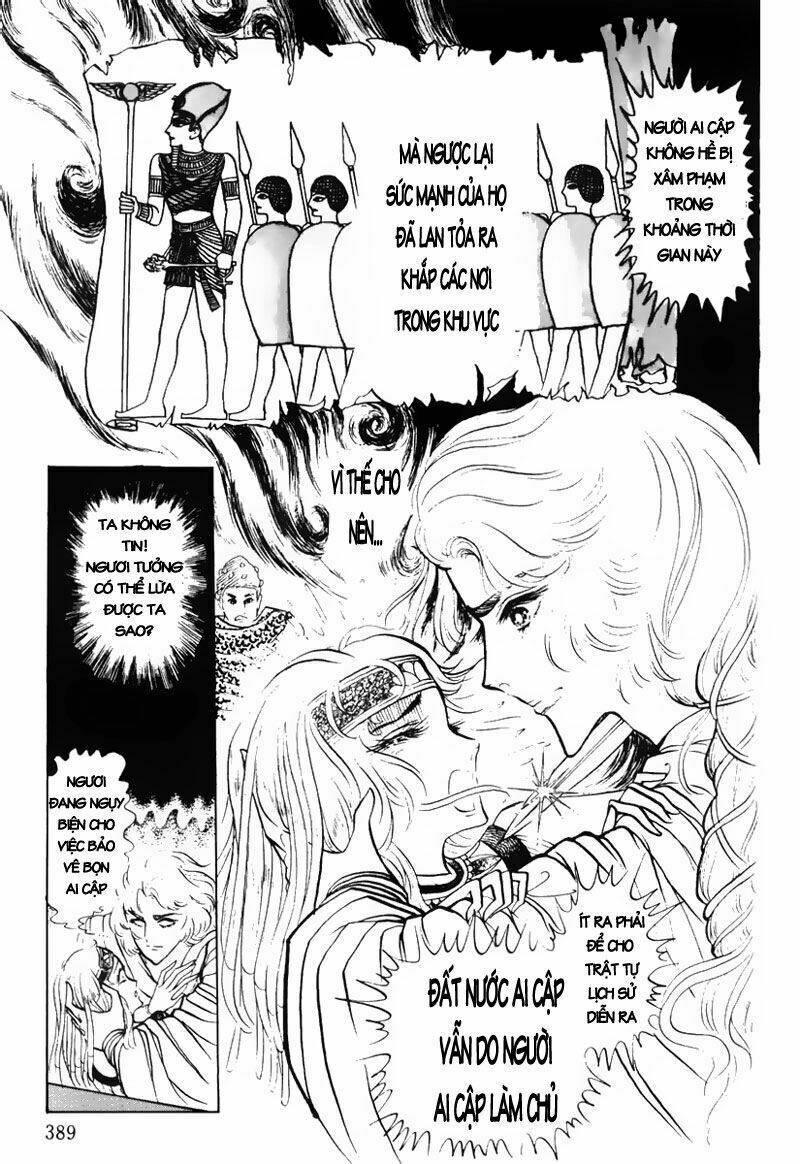 NGƯỜI AI CẬP
KHÔNG HỀ BỊ
XÂM PHẠM
TRONG
KHOẢNG THỜI
GIAN NÀY
MÀ NGƯỢC LẠI
SỨC MẠNH CỦA HỌ
ĐÃ LAN TỎA RA
KHẮP CÁC NƠI
TRONG KHU VỰC
VÌ THẾ CHO
NÊN...
ÍT RA PHẢI
ĐỂ CHO
TRẬT TỰ
LỊCH SỬ
DIỄN RA
ĐẤT NƯỚC AI CẬP
VẪN DO NGƯỜI
AI CẬP LÀM CHỦ
TA KHÔNG
TIN!
NGƯƠI TƯỞNG
CÓ THỂ LỪA
ĐƯỢC TA
SAO?
NGƯƠI
ĐANG NGỤY
BIỆN CHO
VIỆC BẢO
VÊ BỌN
AI CẬP
389